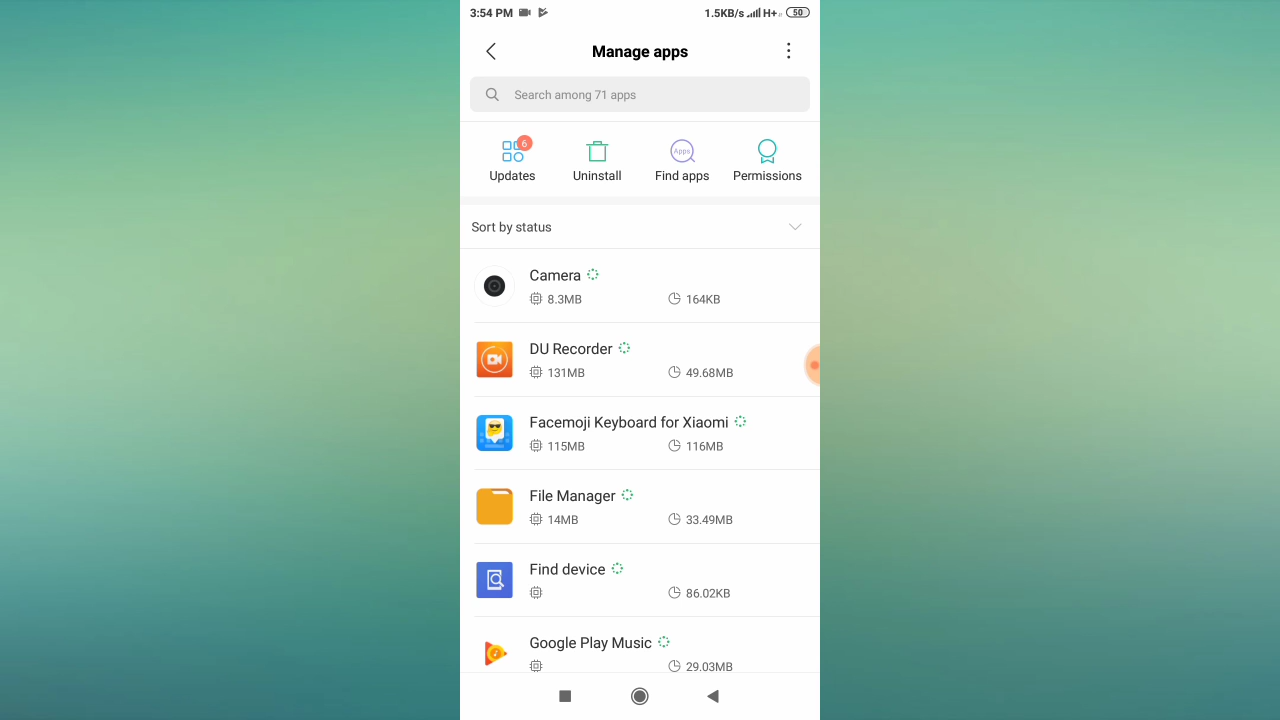 3:54 PM 1.5KB/s H+ 50
Manage apps
Search among 71 apps
6
Apps
Updates Uninstall Find apps Permissions
Sort by status
Camera
8.3MB 164KB
DU Recorder
131MB 49.68MB
Facemoji Keyboard for Xiaomi
115MB 116MB
File Manager
14MB 33.49MB
Find device
86.02KB
Google Play Music
29.03MB